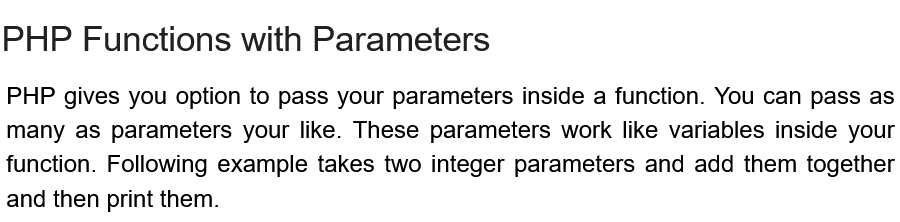 PHP Functions with Parameters
PHP gives you option to pass your parameters inside a function. You can pass as
many as parameters your like. These parameters work like variables inside your
function. Following example takes two integer parameters and add them together
and then print them.